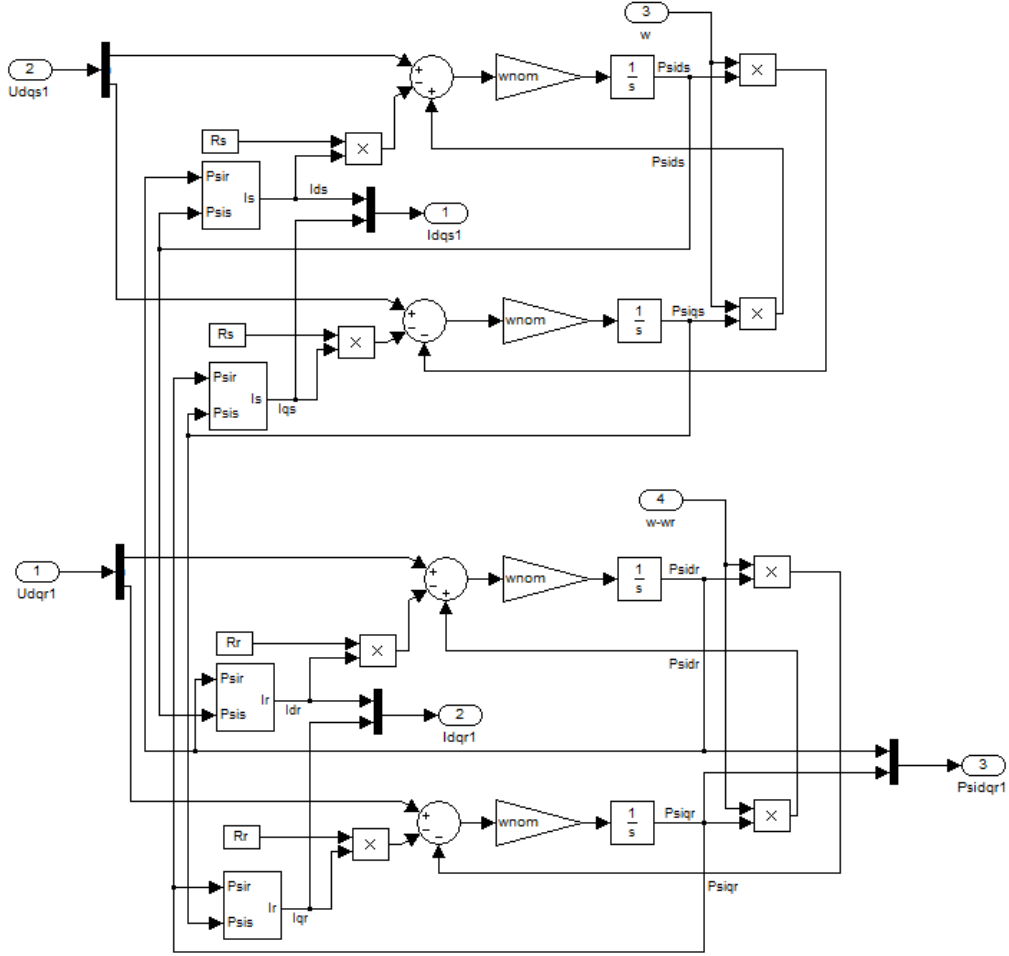 3
w
2
Udqs1
+
−
+
wnom
1
s
Psids
×
Rs
×
Psids
Psir
Psis
Is
Ids
1
Idqs1
+
−
−
wnom
1
s
Psiqs
×
Rs
×
Psir
Psis
Is
Iqs
4
w-wr
1
Udqr1
+
−
+
wnom
1
s
Psidr
×
Rr
×
Psidr
Psir
Psis
Ir
Idr
2
Idqr1
3
Psidqr1
+
−
−
wnom
1
s
Psiqr
×
Rr
×
Psiqr
Psir
Psis
Ir
Iqr